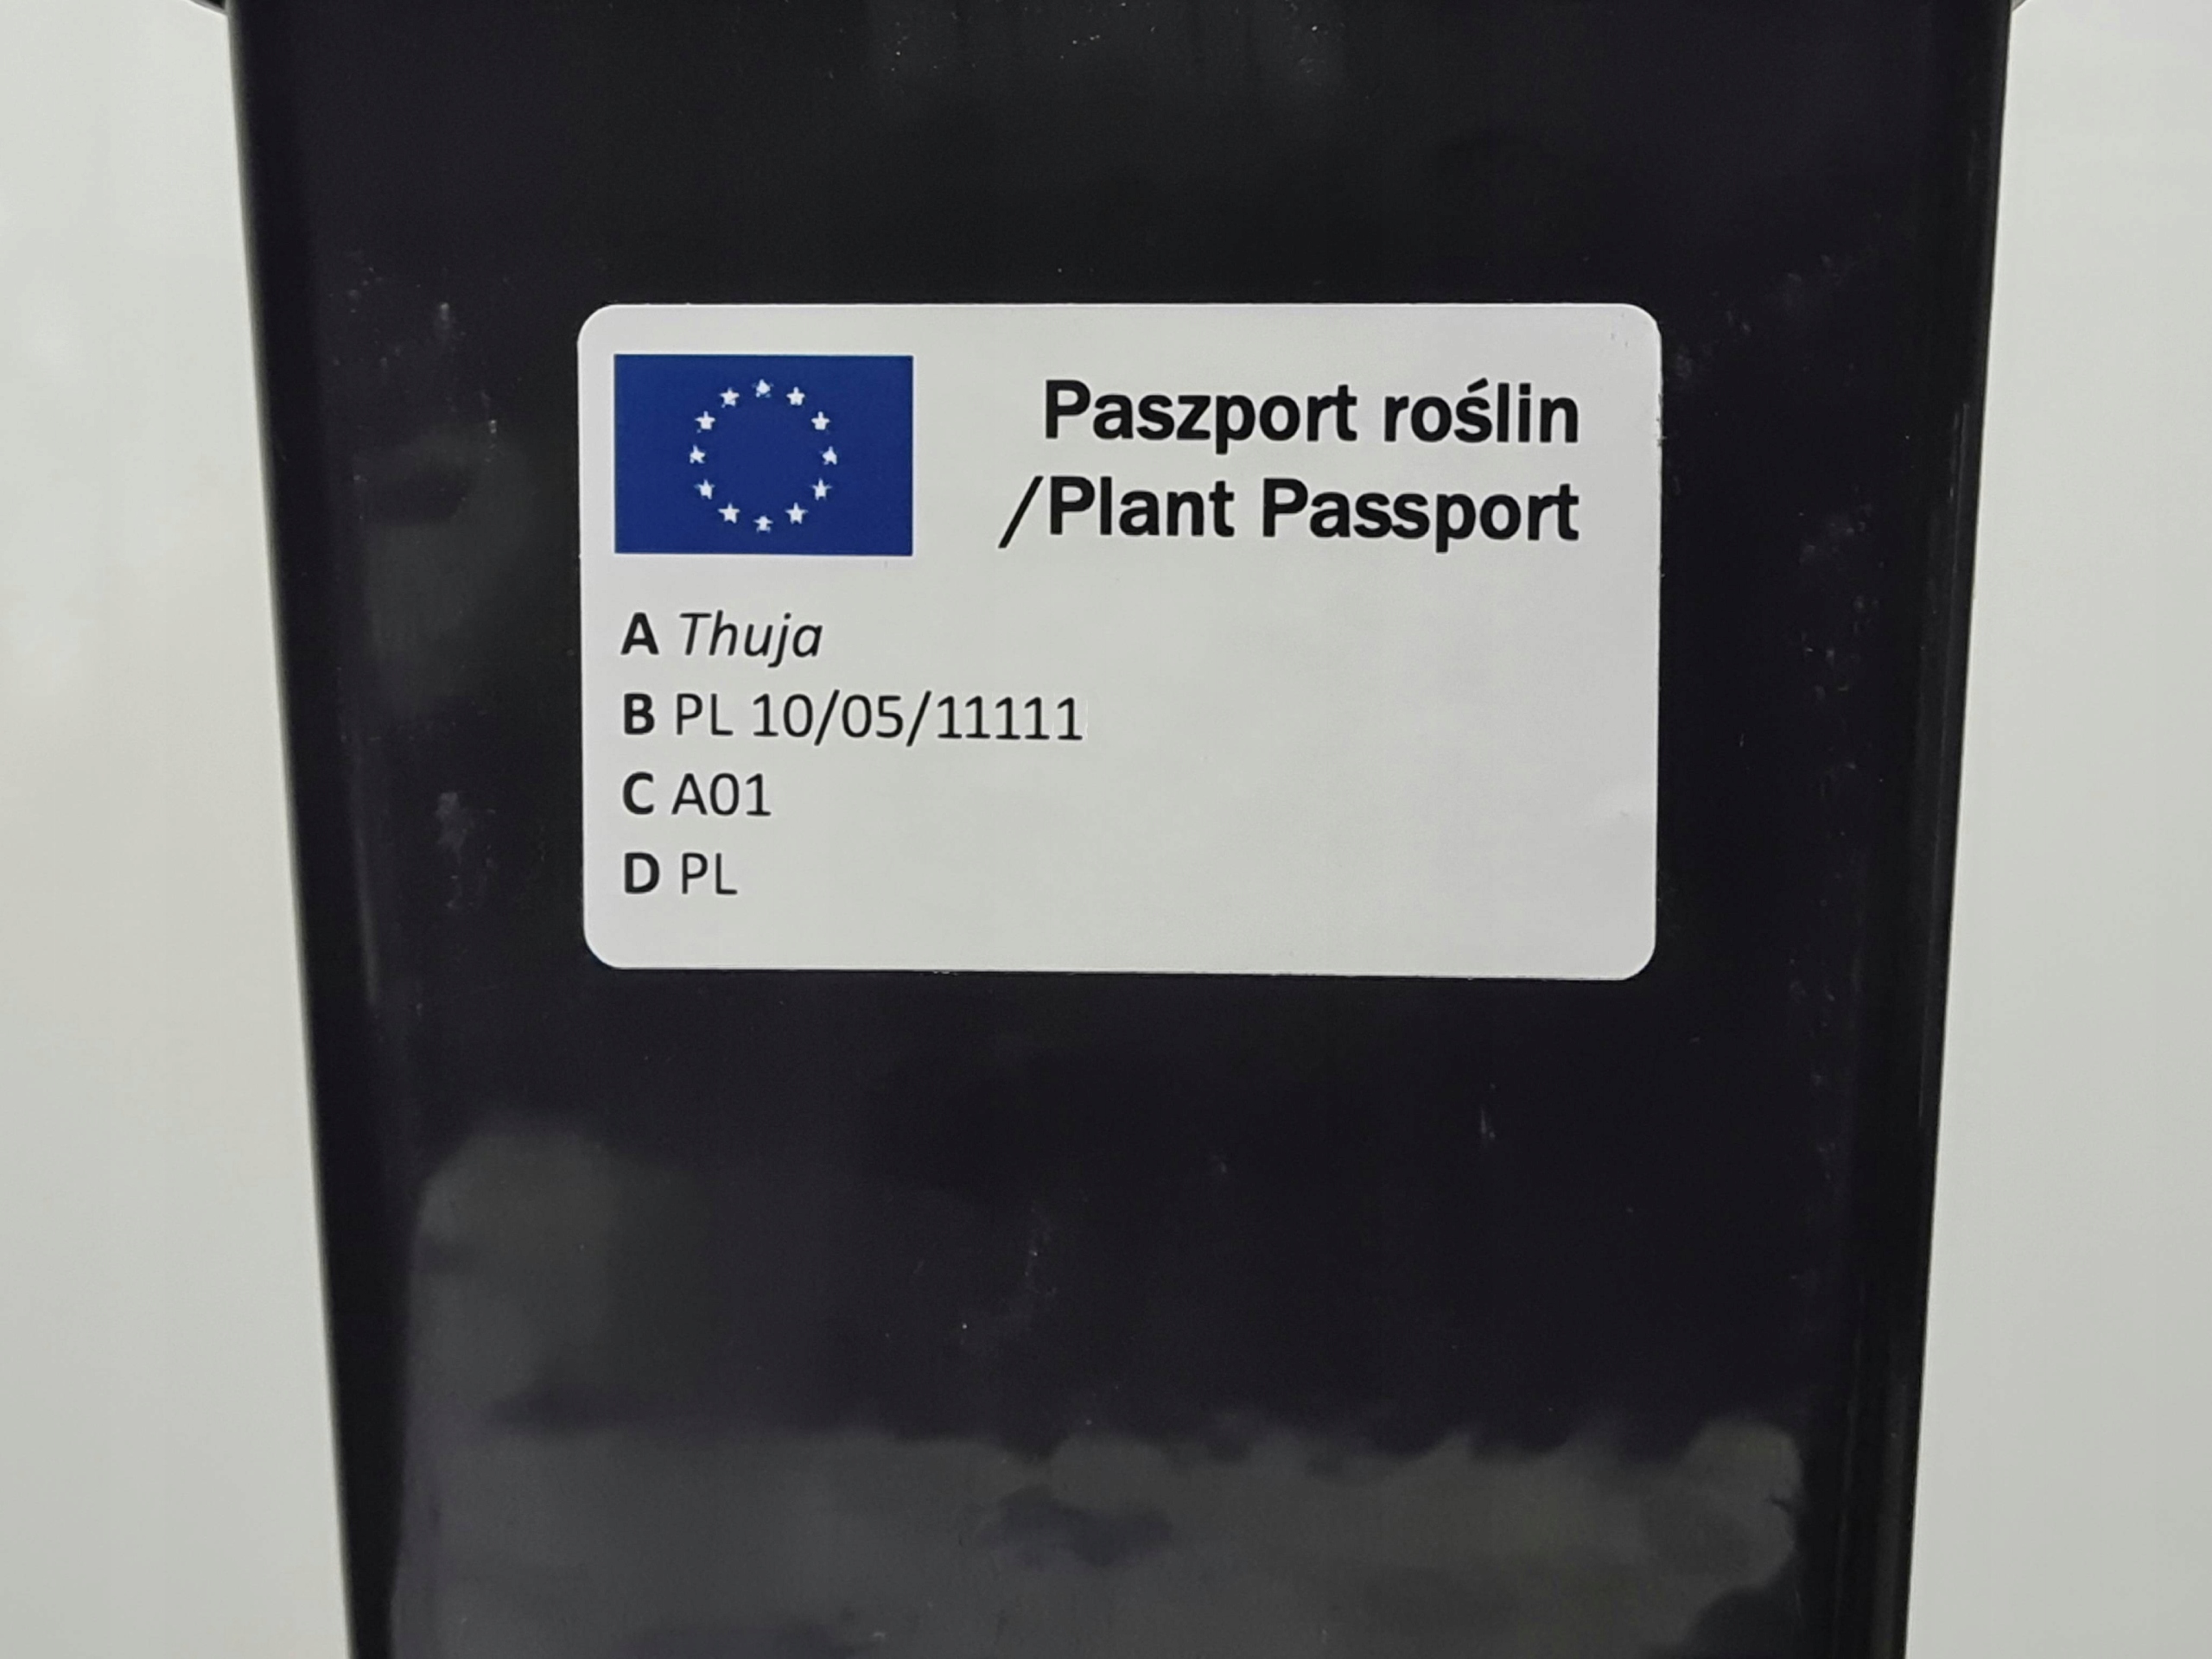 Paszport roślin
/Plant Passport
A Thuja
B PL 10/05/11111
C A01
D PL